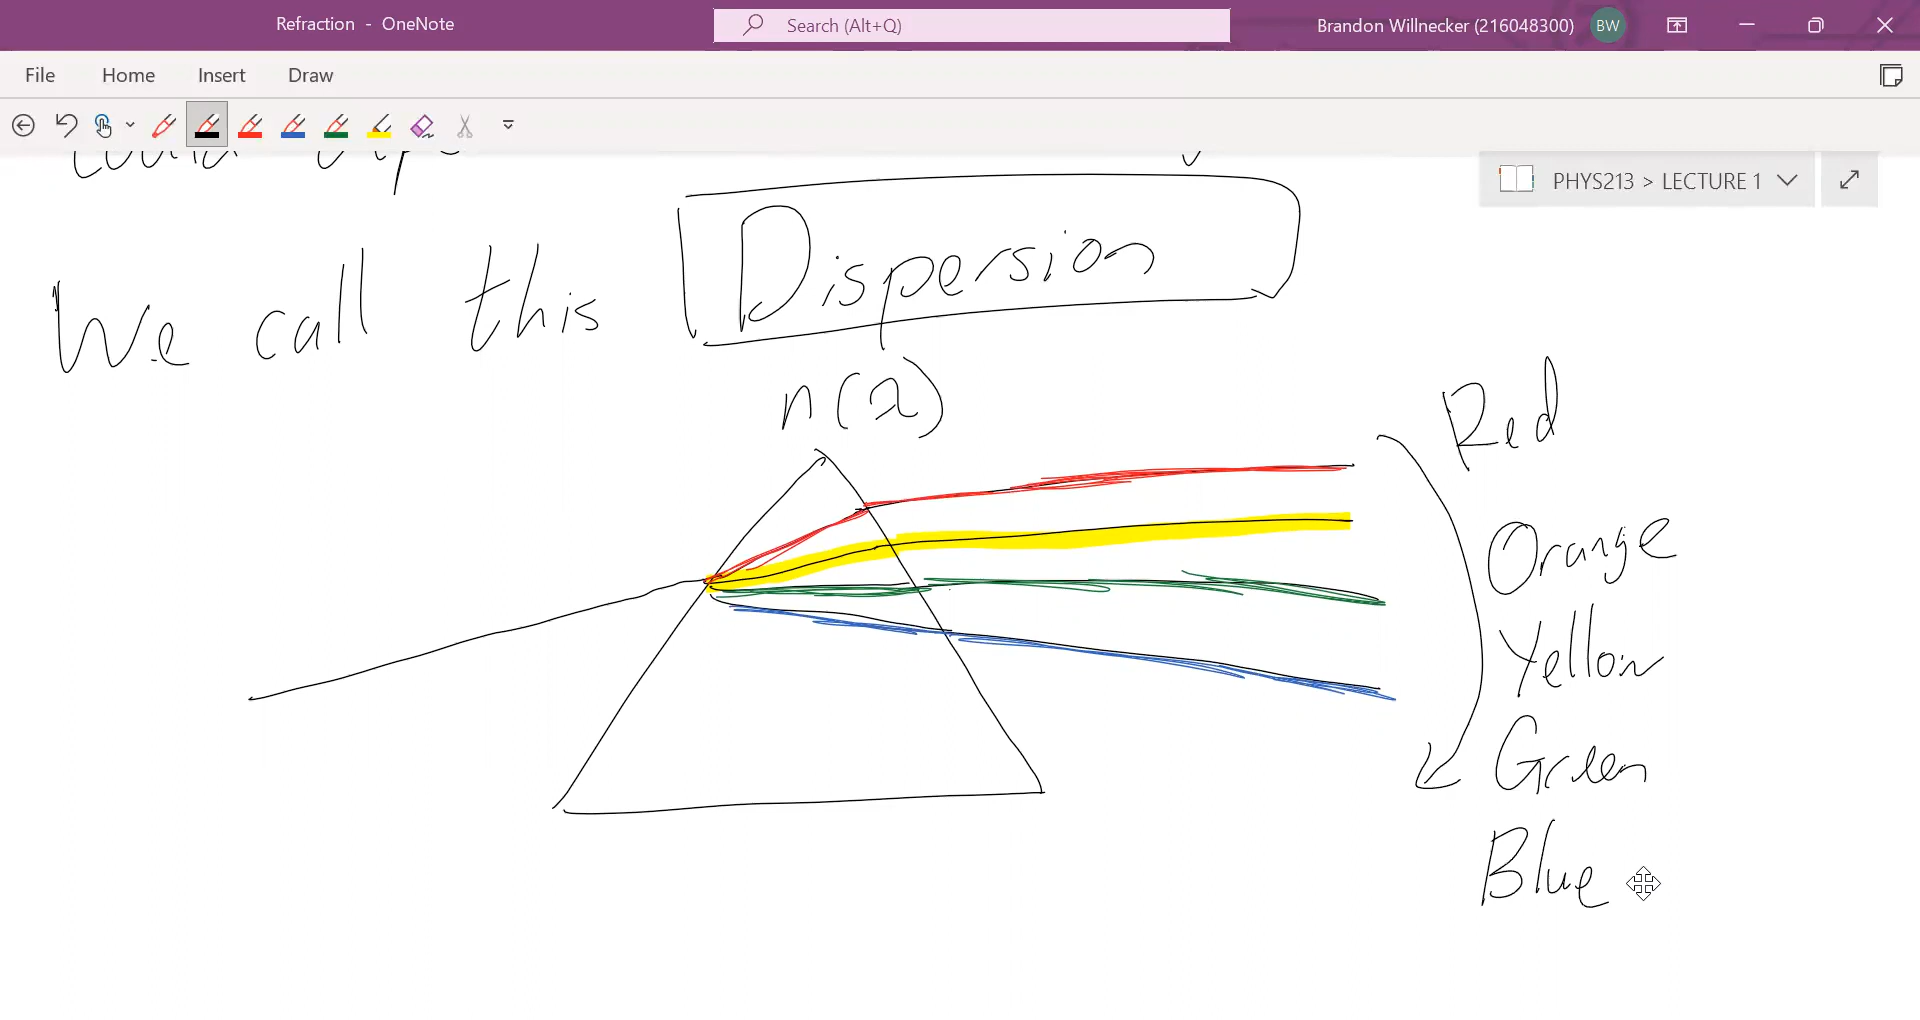 Refraction - OneNote
Search (Alt+Q)
Brandon Willnecker (216048300)
BW
File Home Insert Draw
PHYS213 > LECTURE 1
could
We call this Dispersion
n(λ)
Red
Orange
Yellow
Green
Blue